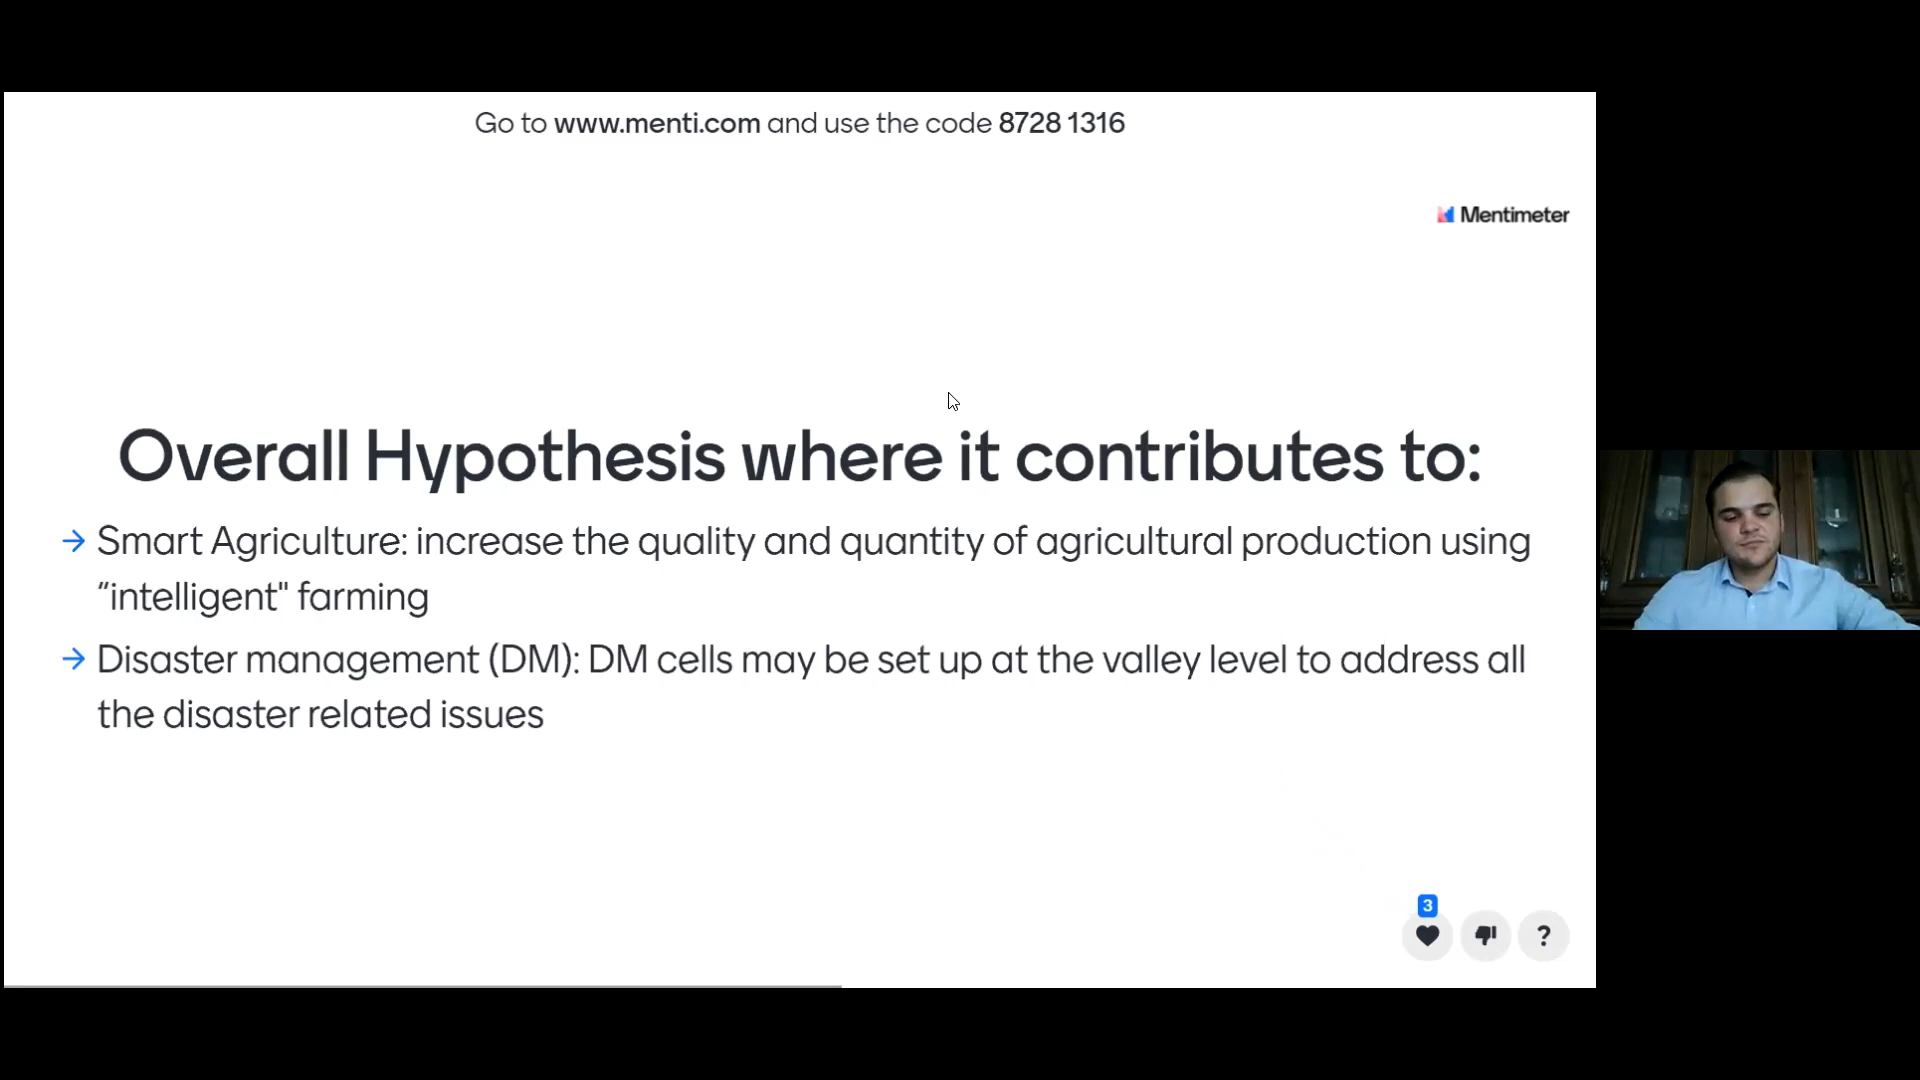 Go to www.menti.com and use the code 8728 1316
Mentimeter
Overall Hypothesis where it contributes to:
→ Smart Agriculture: increase the quality and quantity of agricultural production using
“intelligent" farming
→ Disaster management (DM): DM cells may be set up at the valley level to address all
the disaster related issues
3
?